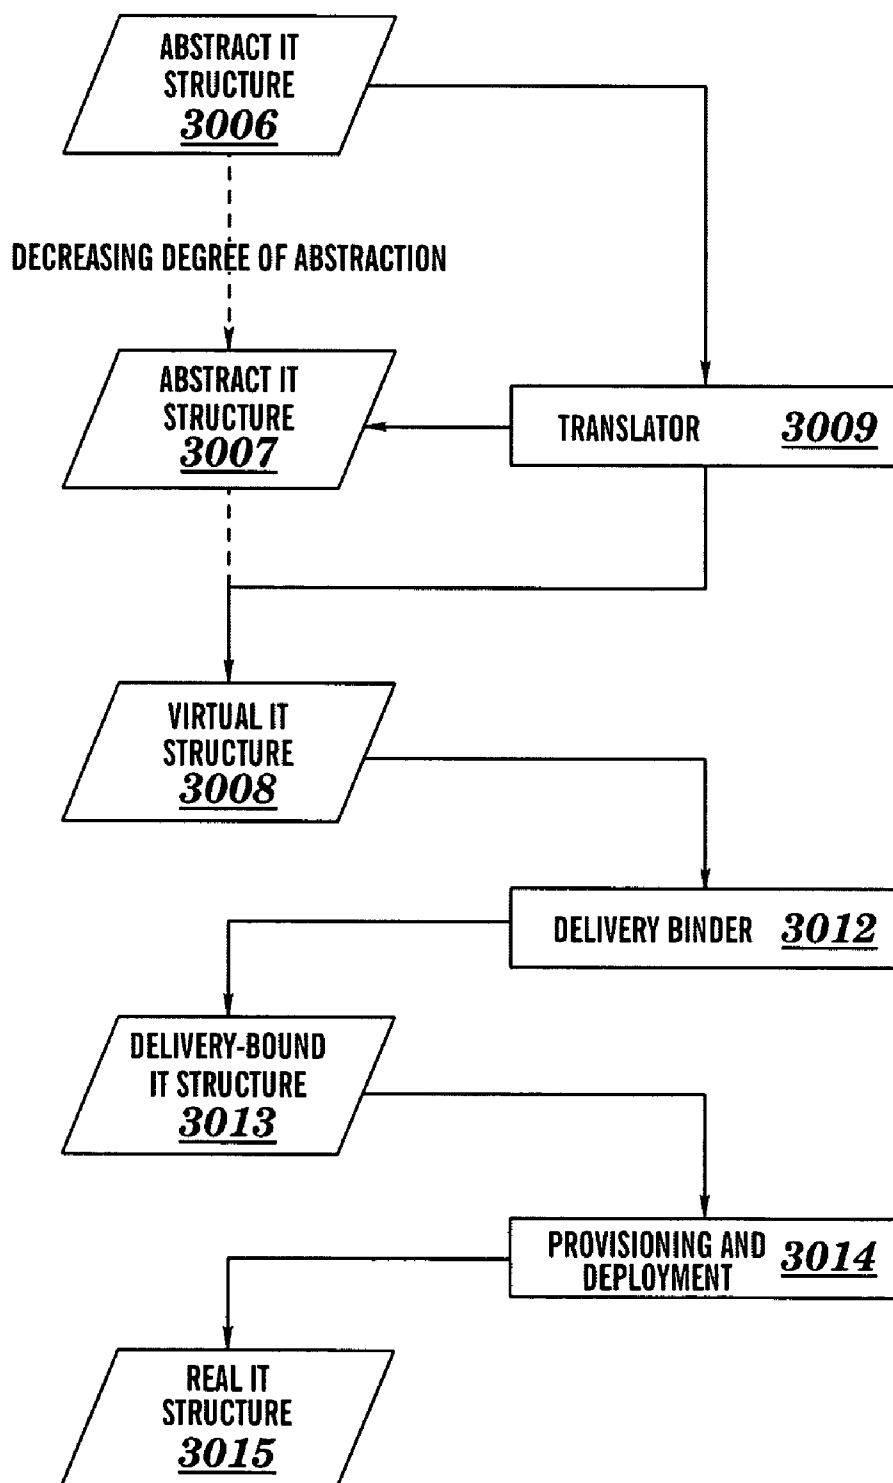 ABSTRACT IT
STRUCTURE
3006
DECREASING DEGREE OF ABSTRACTION
ABSTRACT IT
STRUCTURE
3007
TRANSLATOR 3009
VIRTUAL IT
STRUCTURE
3008
DELIVERY BINDER 3012
DELIVERY-BOUND
IT STRUCTURE
3013
PROVISIONING AND
DEPLOYMENT 3014
REAL IT
STRUCTURE
3015